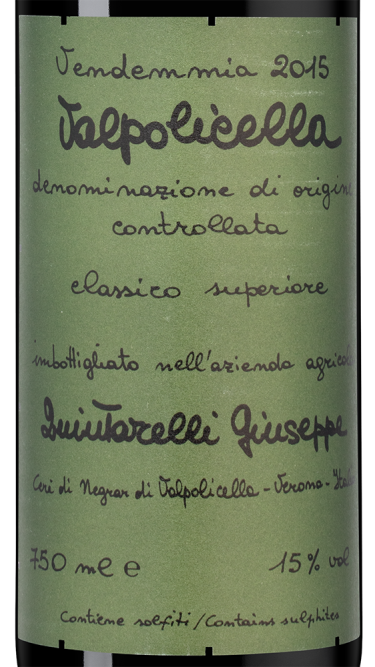 Vendemmia 2015
Valpolicella
denominazione di origine
controllata
classico superiore
imbottigliato nell'azienda agricola
Quintarelli Giuseppe
Cerè di Negrar di Valpolicella - Verona - Italia
750 ml e 15% vol
Contiene solfiti / Contains sulphites